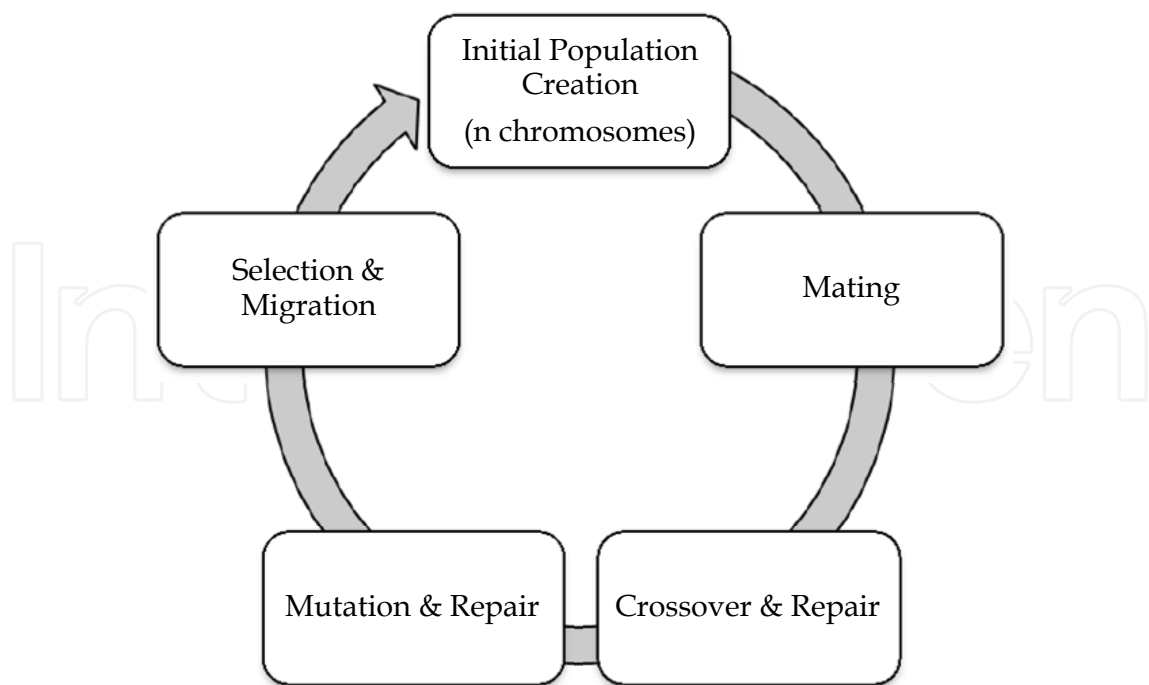 Initial Population
Creation
(n chromosomes)
Mating
Crossover & Repair
Mutation & Repair
Selection &
Migration